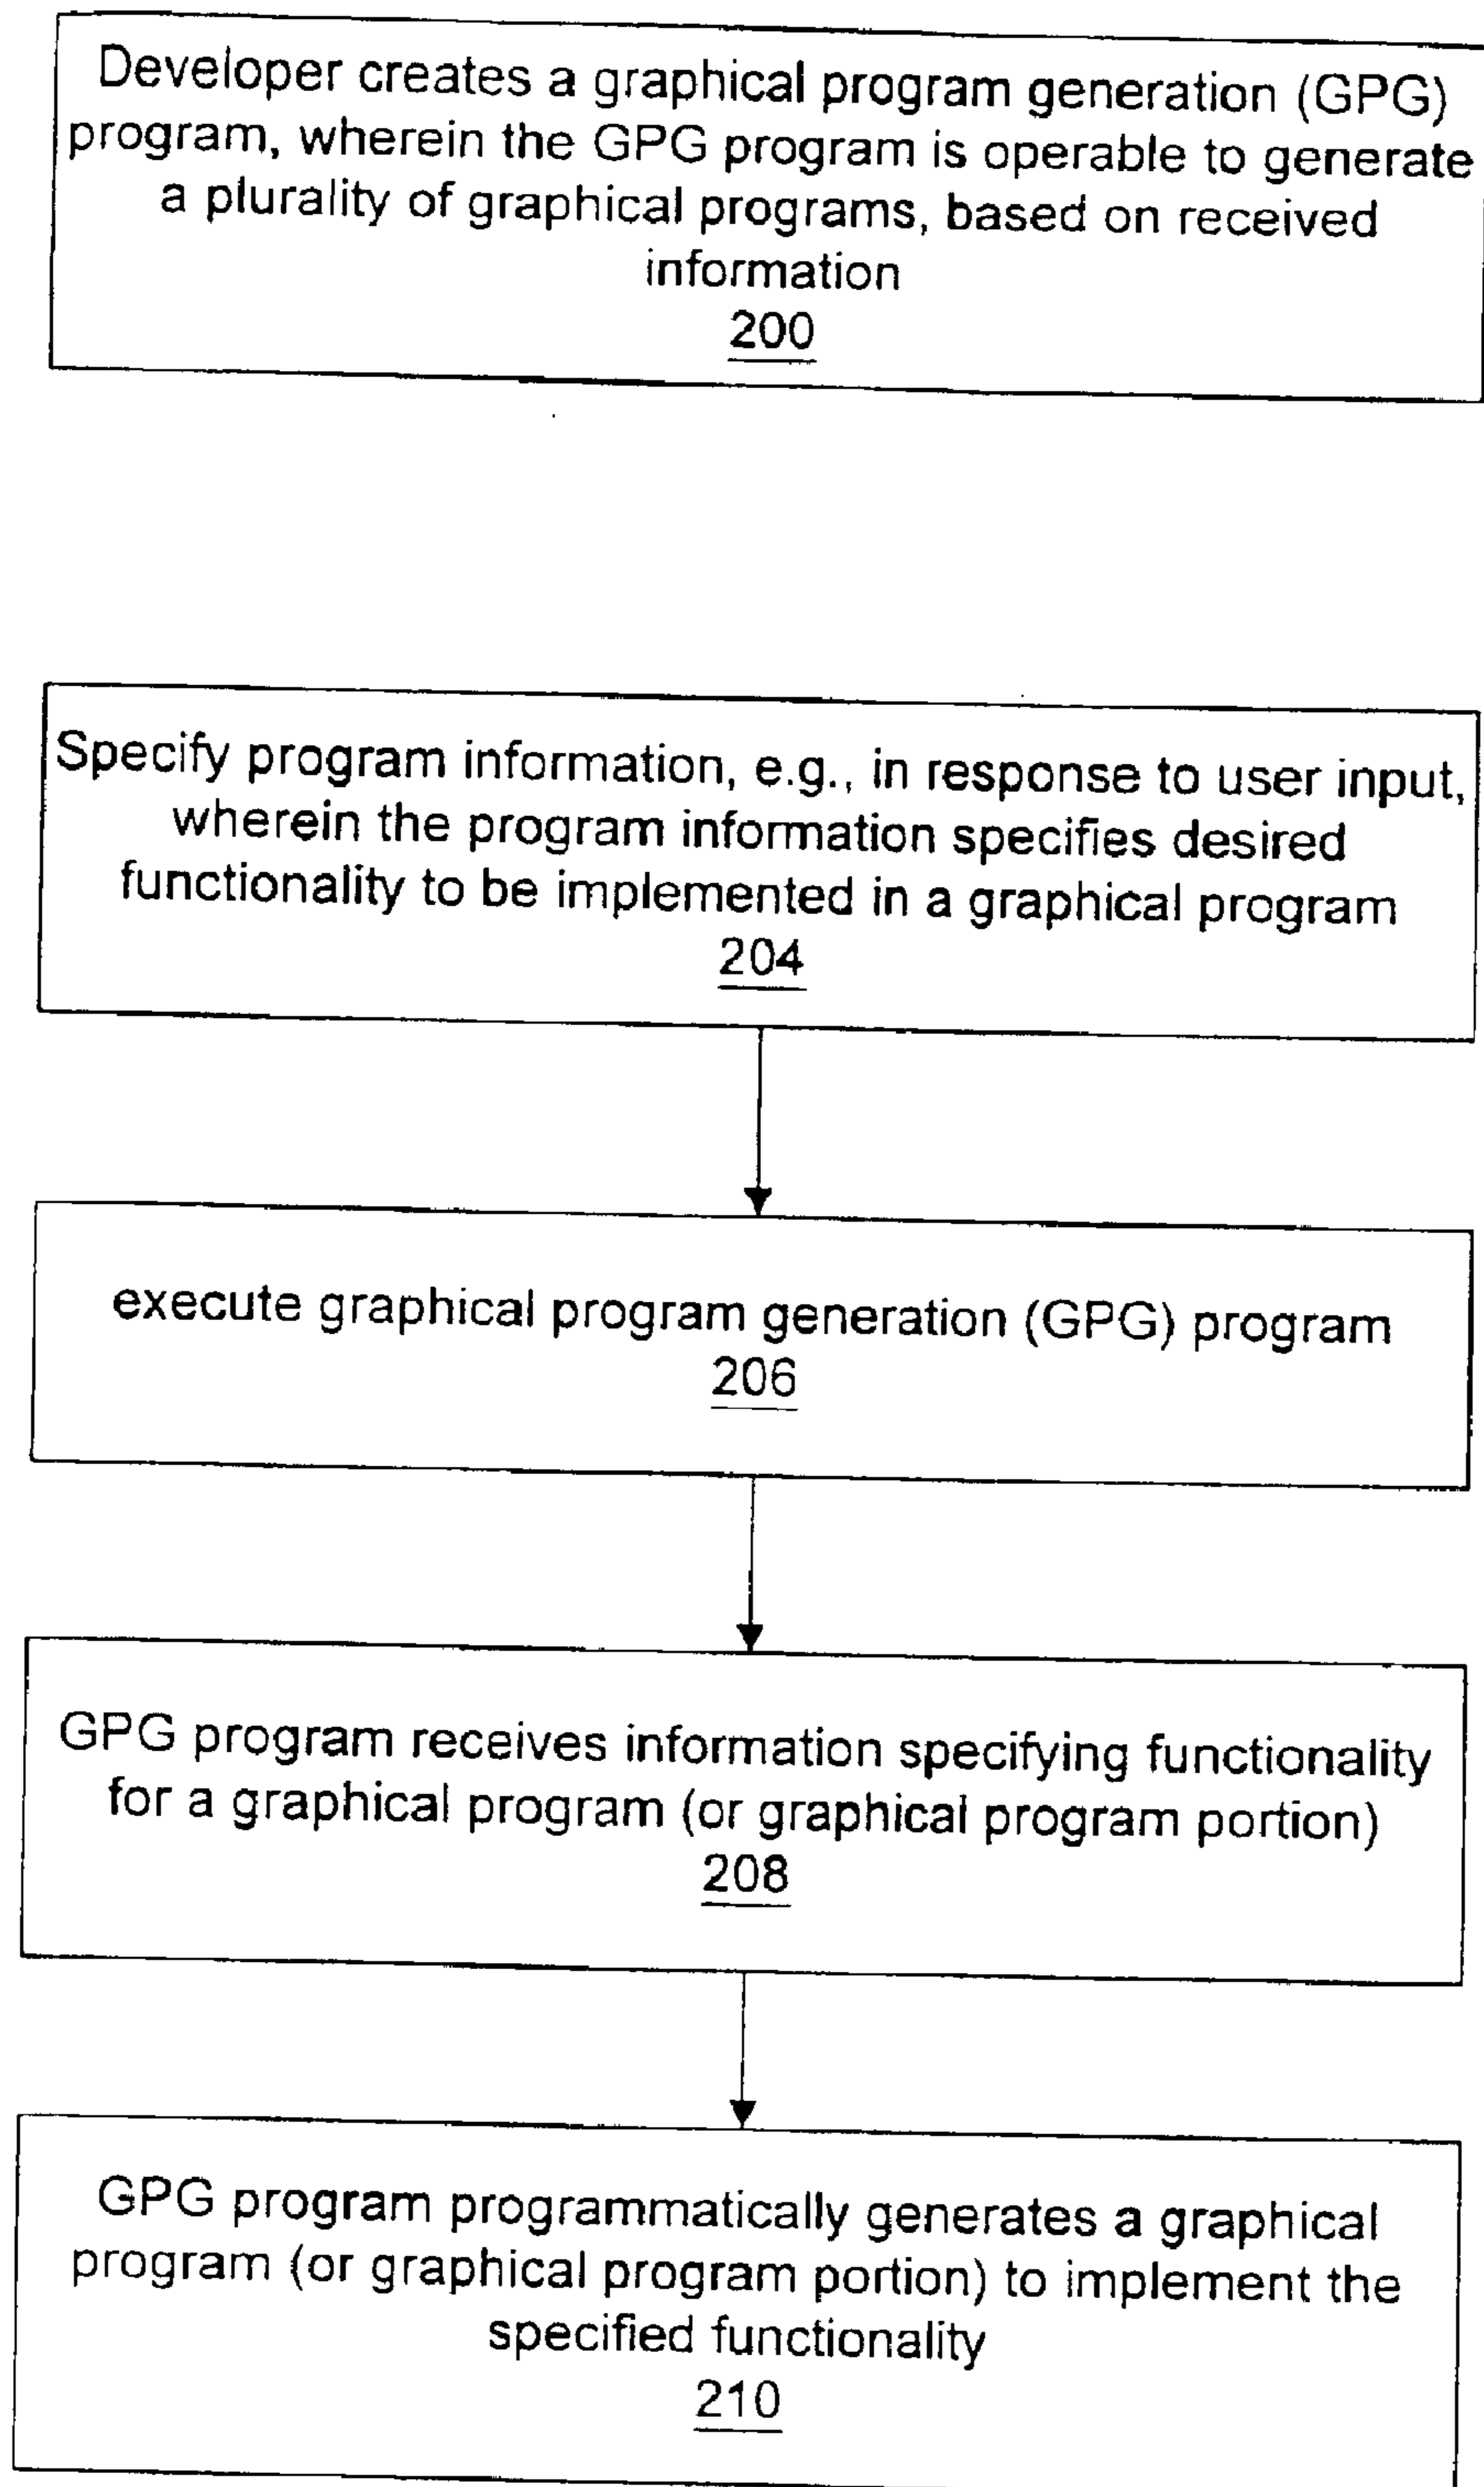 Developer creates a graphical program generation (GPG)
program, wherein the GPG program is operable to generate
a plurality of graphical programs, based on received
information
200
Specify program information, e.g., in response to user input,
wherein the program information specifies desired
functionality to be implemented in a graphical program
204
execute graphical program generation (GPG) program
206
GPG program receives information specifying functionality
for a graphical program (or graphical program portion)
208
GPG program programmatically generates a graphical
program (or graphical program portion) to implement the
specified functionality
210